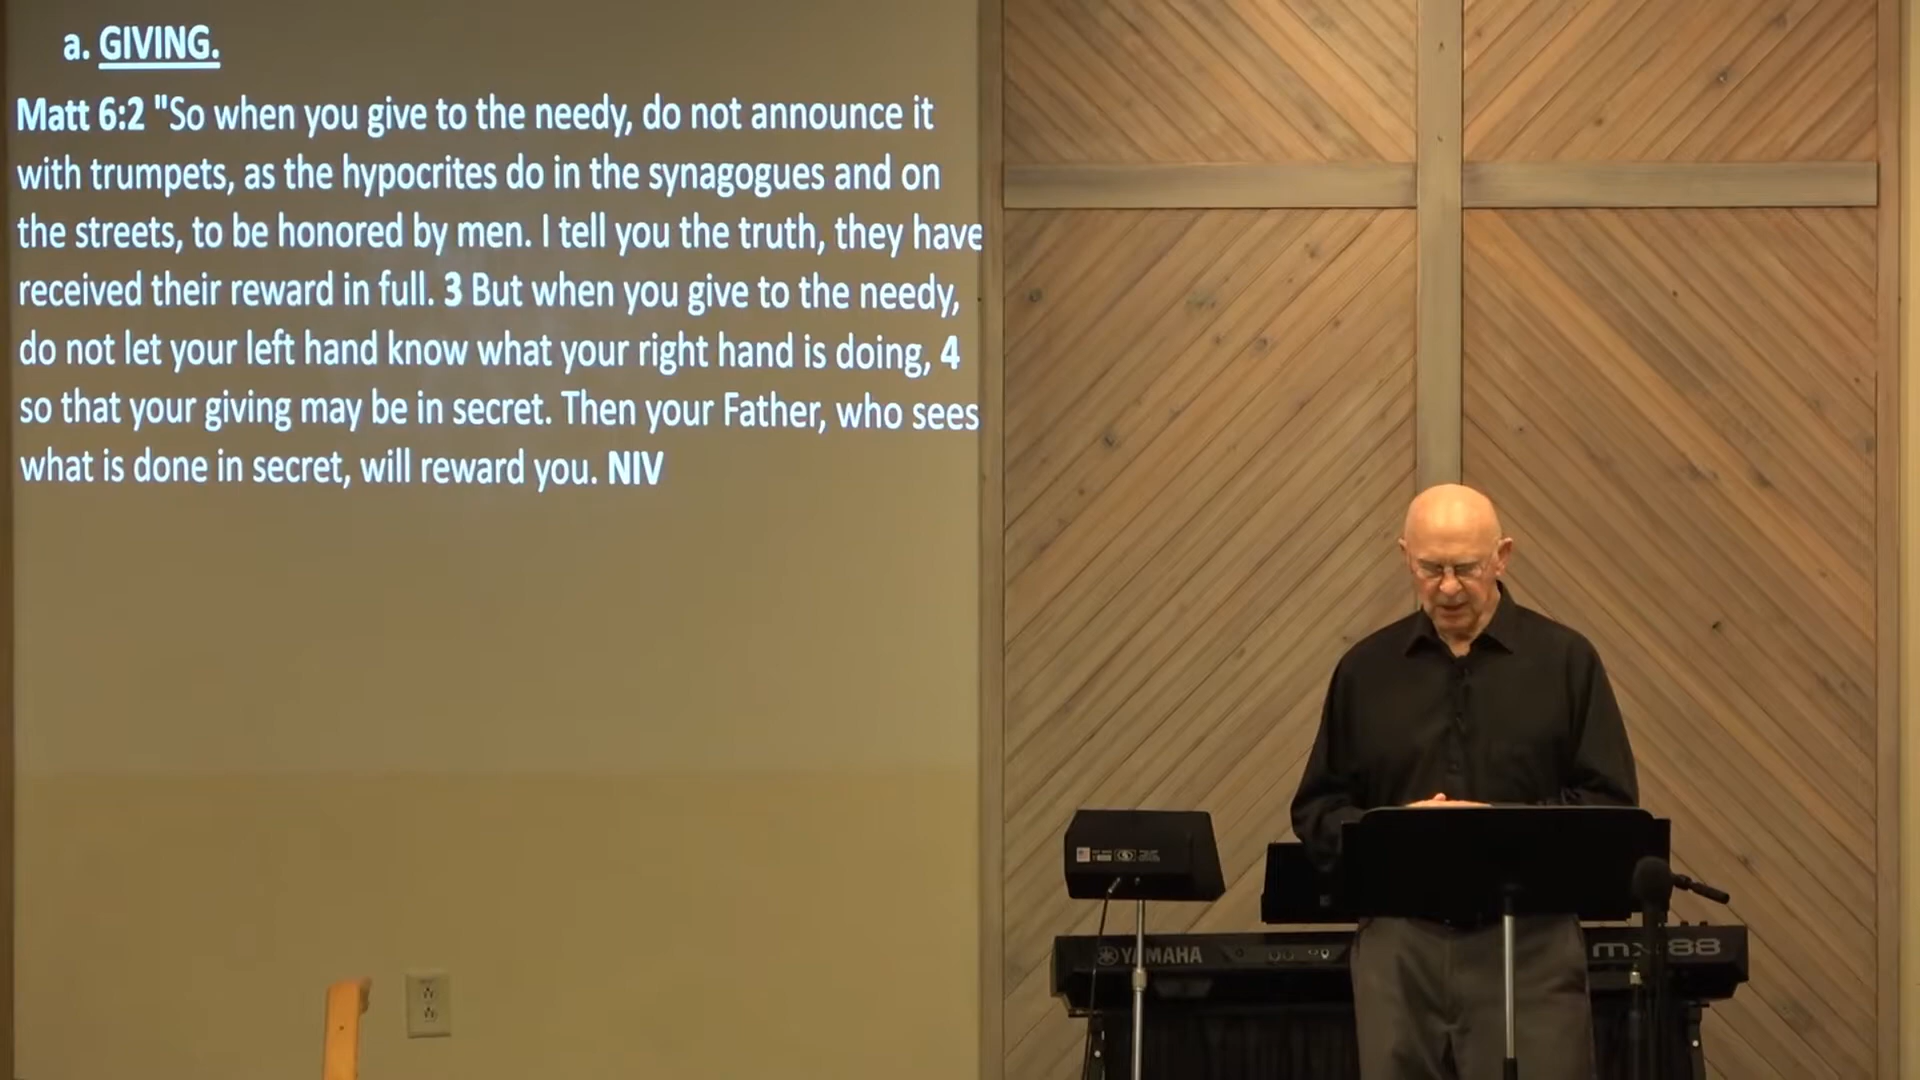 a. GIVING.
Matt 6:2 "So when you give to the needy, do not announce it
with trumpets, as the hypocrites do in the synagogues and on
the streets, to be honored by men. I tell you the truth, they have
received their reward in full. 3 But when you give to the needy,
do not let your left hand know what your right hand is doing, 4
so that your giving may be in secret. Then your Father, who sees
what is done in secret, will reward you. NIV
YAMAHA
mx88